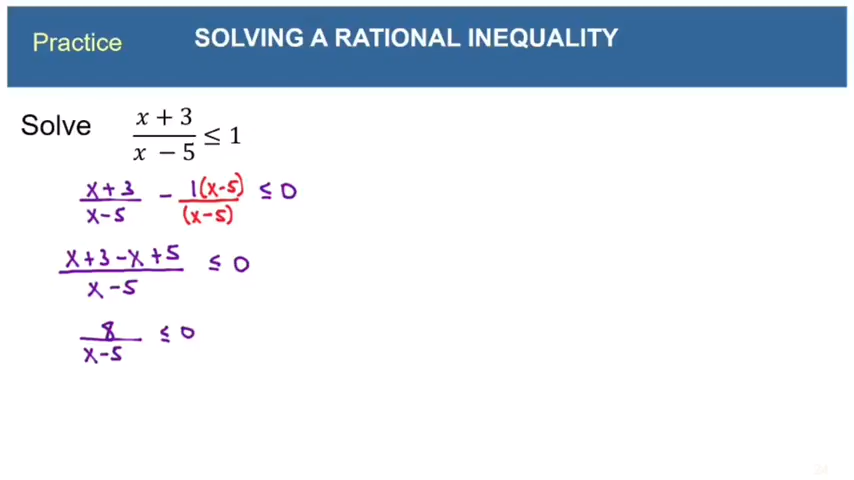 Practice
SOLVING A RATIONAL INEQUALITY
Solve (x + 3)/(x − 5) ≤ 1
(x+3)/(x-5) - 1(x-5)/(x-5) ≤ 0
(x+3-x+5)/(x-5) ≤ 0
8/(x-5) ≤ 0
24